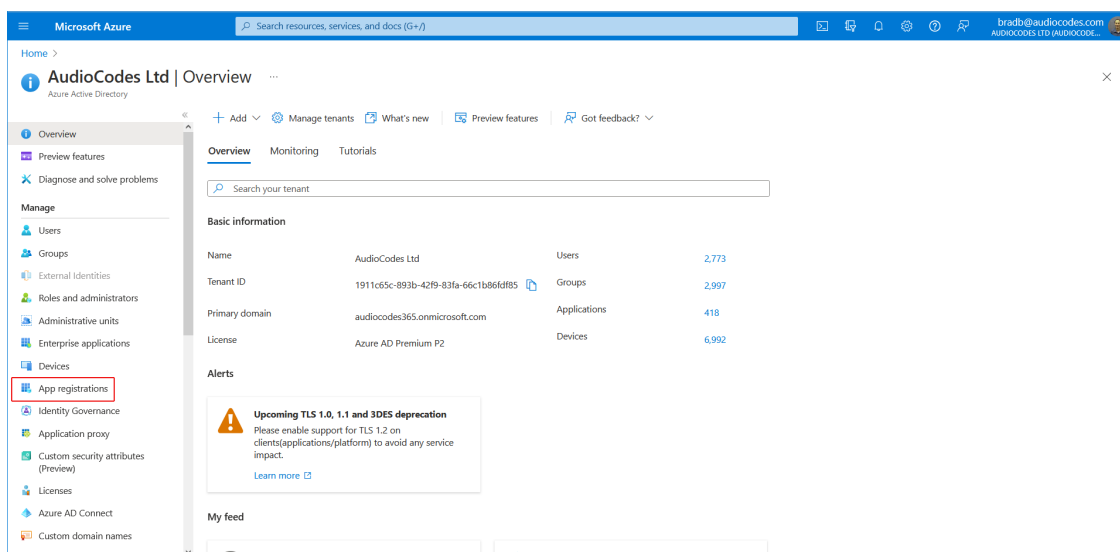 Microsoft Azure
Search resources, services, and docs (G+/)
bradb@audiocodes.com
AUDIOCODES LTD (AUDIOCODE...
Home >
AudioCodes Ltd | Overview ...
Azure Active Directory
Overview
Preview features
Diagnose and solve problems
Manage
Users
Groups
External Identities
Roles and administrators
Administrative units
Enterprise applications
Devices
App registrations
Identity Governance
Application proxy
Custom security attributes
(Preview)
Licenses
Azure AD Connect
Custom domain names
Add
Manage tenants
What's new
Preview features
Got feedback?
Overview Monitoring Tutorials
Search your tenant
Basic information
Name AudioCodes Ltd Users 2,773
Tenant ID 1911c65c-893b-42f9-83fa-66c1b86fdf85 Groups 2,997
Primary domain audiocodes365.onmicrosoft.com Applications 418
License Azure AD Premium P2 Devices 6,992
Alerts
Upcoming TLS 1.0, 1.1 and 3DES deprecation
Please enable support for TLS 1.2 on
clients(applications/platform) to avoid any service
impact.
Learn more
My feed